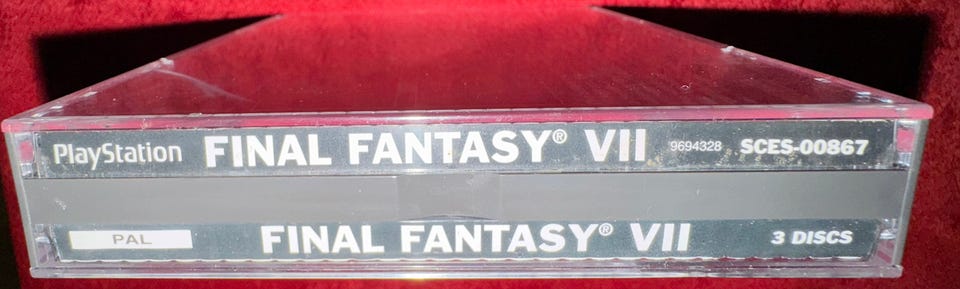 PlayStation FINAL FANTASY® VII 9694328 SCES-00867
PAL FINAL FANTASY® VII 3 DISCS